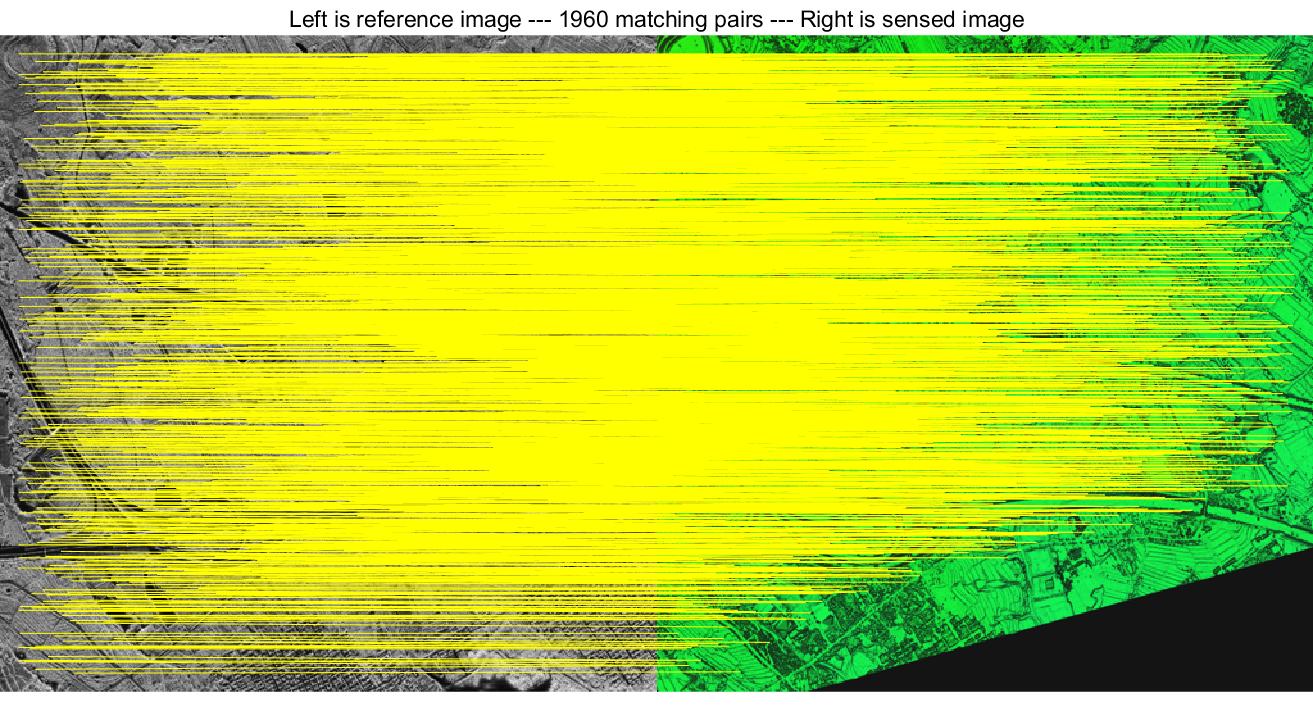 Left is reference image --- 1960 matching pairs --- Right is sensed image